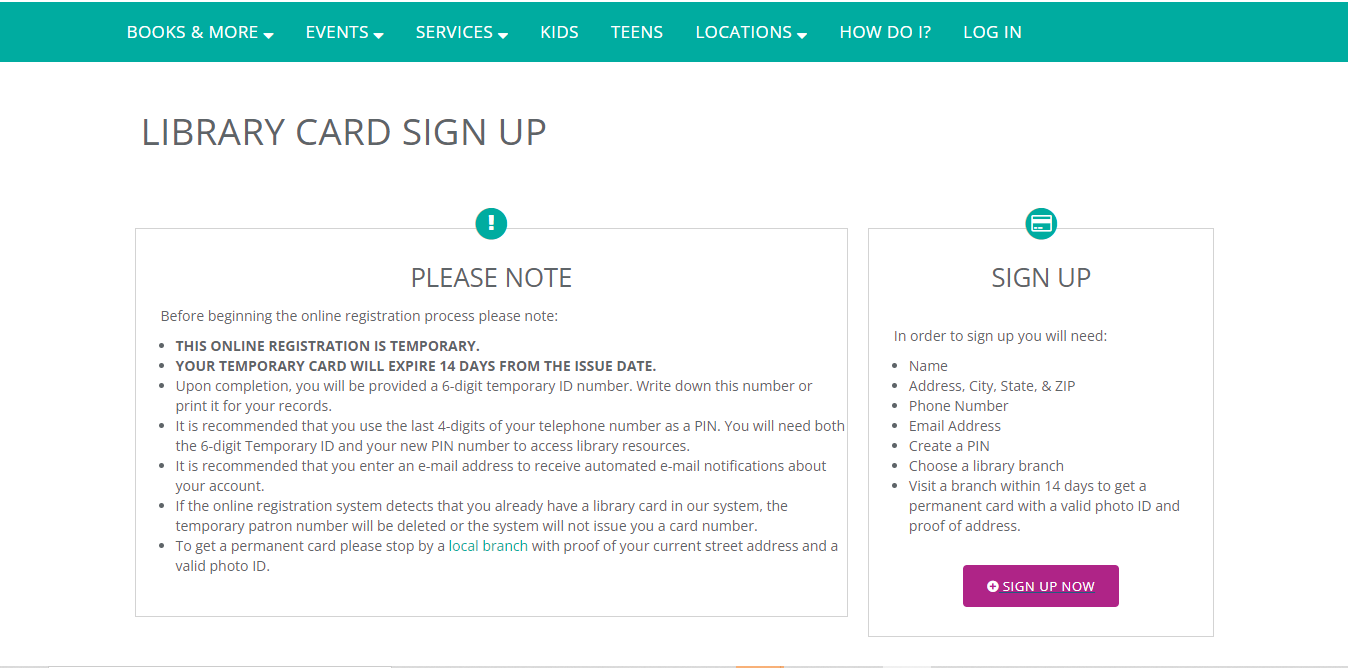 BOOKS & MORE EVENTS SERVICES KIDS TEENS LOCATIONS HOW DO I? LOG IN
LIBRARY CARD SIGN UP
!
PLEASE NOTE
Before beginning the online registration process please note:
• THIS ONLINE REGISTRATION IS TEMPORARY.
• YOUR TEMPORARY CARD WILL EXPIRE 14 DAYS FROM THE ISSUE DATE.
• Upon completion, you will be provided a 6-digit temporary ID number. Write down this number or
print it for your records.
• It is recommended that you use the last 4-digits of your telephone number as a PIN. You will need both
the 6-digit Temporary ID and your new PIN number to access library resources.
• It is recommended that you enter an e-mail address to receive automated e-mail notifications about
your account.
• If the online registration system detects that you already have a library card in our system, the
temporary patron number will be deleted or the system will not issue you a card number.
• To get a permanent card please stop by a local branch with proof of your current street address and a
valid photo ID.
SIGN UP
In order to sign up you will need:
• Name
• Address, City, State, & ZIP
• Phone Number
• Email Address
• Create a PIN
• Choose a library branch
• Visit a branch within 14 days to get a
permanent card with a valid photo ID and
proof of address.
SIGN UP NOW